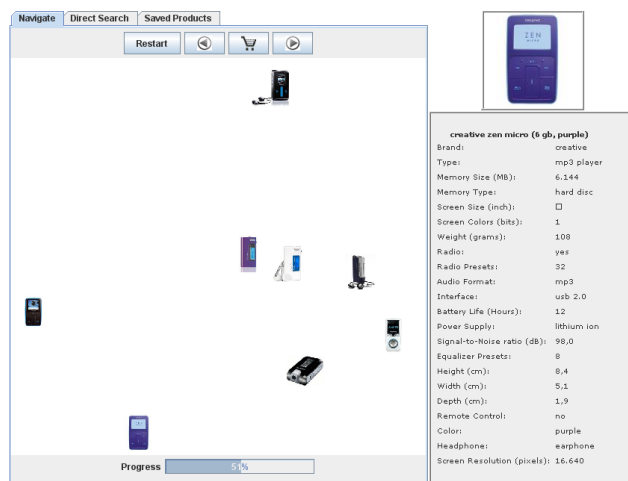 Navigate Direct Search Saved Products
Restart
ZEN
creative zen micro (6 gb, purple)
Brand: creative
Type: mp3 player
Memory Size (MB): 6.144
Memory Type: hard disc
Screen Size (inch): □
Screen Colors (bits): 1
Weight (grams): 108
Radio: yes
Radio Presets: 32
Audio Format: mp3
Interface: usb 2.0
Battery Life (Hours): 12
Power Supply: lithium ion
Signal-to-Noise ratio (dB): 98,0
Equalizer Presets: 8
Height (cm): 8,4
Width (cm): 5,1
Depth (cm): 1,9
Remote Control: no
Color: purple
Headphone: earphone
Screen Resolution (pixels): 16.640
Progress 51%